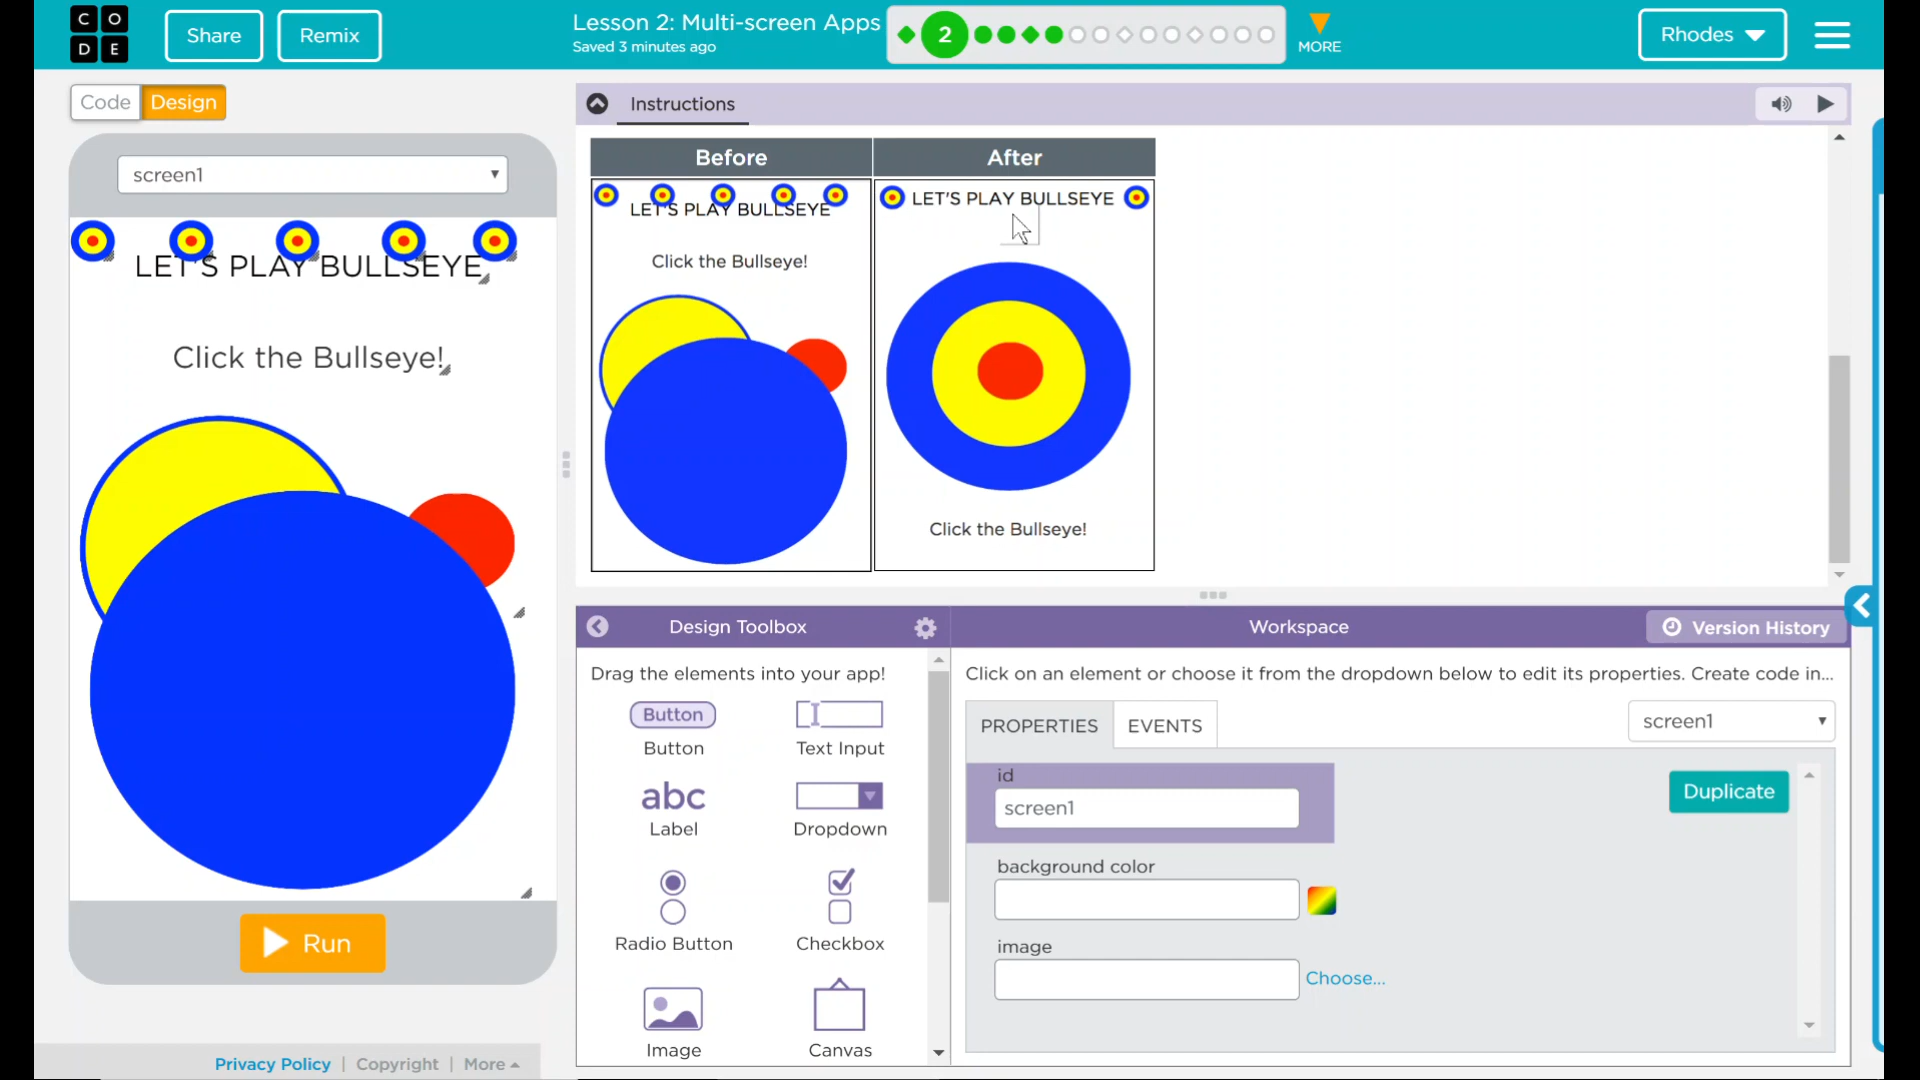 CO
DE
Share
Remix
Lesson 2: Multi-screen Apps
Saved 3 minutes ago
2
MORE
Rhodes
Code
Design
screen1
LET'S PLAY BULLSEYE
Click the Bullseye!
Run
Privacy Policy | Copyright | More
Instructions
Before
After
LET'S PLAY BULLSEYE
Click the Bullseye!
LET'S PLAY BULLSEYE
Click the Bullseye!
Design Toolbox
Workspace
Version History
Drag the elements into your app!
Button
Button
Text Input
abc
Label
Dropdown
Radio Button
Checkbox
Image
Canvas
Click on an element or choose it from the dropdown below to edit its properties. Create code in...
PROPERTIES
EVENTS
screen1
id
screen1
Duplicate
background color
image
Choose...